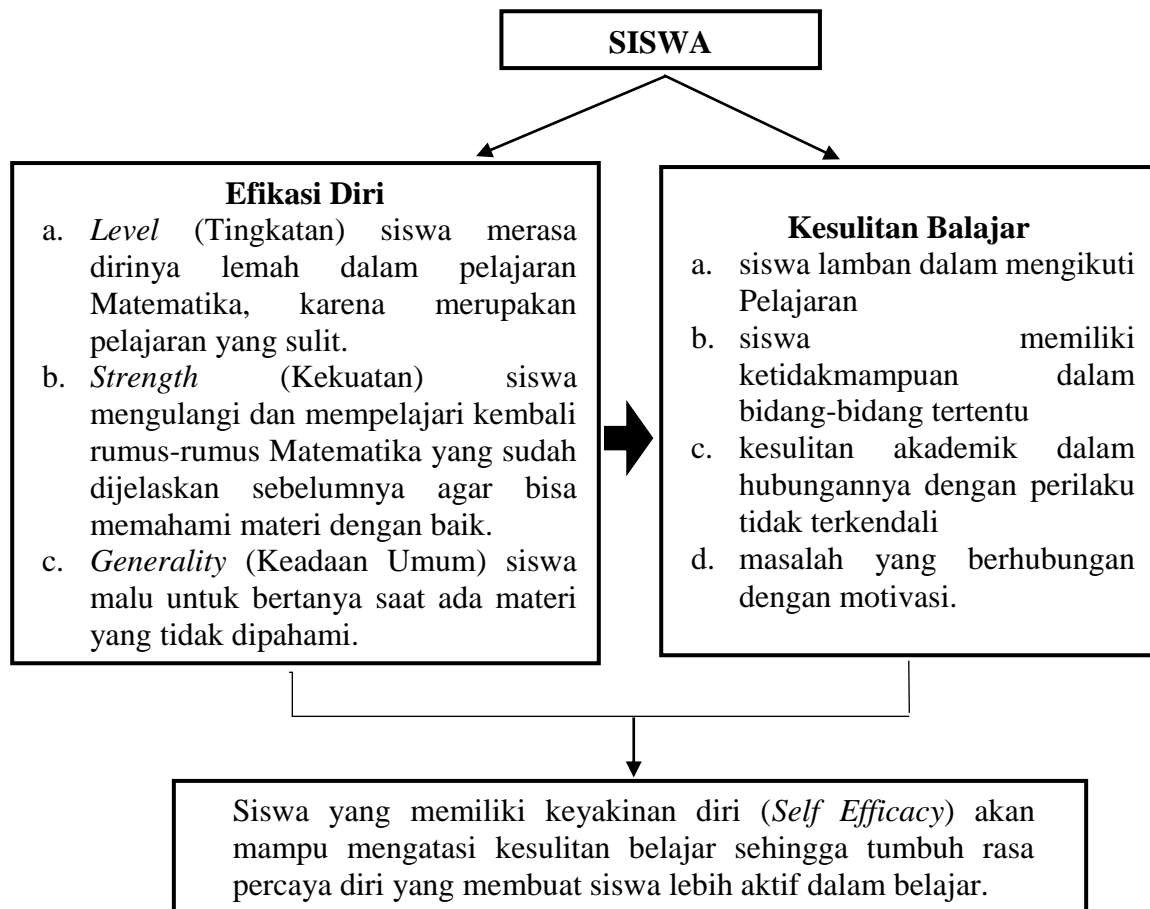 SISWA
Efikasi Diri
a. Level (Tingkatan) siswa merasa
dirinya lemah dalam pelajaran
Matematika, karena merupakan
pelajaran yang sulit.
b. Strength (Kekuatan) siswa
mengulangi dan mempelajari kembali
rumus-rumus Matematika yang sudah
dijelaskan sebelumnya agar bisa
memahami materi dengan baik.
c. Generality (Keadaan Umum) siswa
malu untuk bertanya saat ada materi
yang tidak dipahami.
Kesulitan Balajar
a. siswa lamban dalam mengikuti
Pelajaran
b. siswa memiliki
ketidakmampuan dalam
bidang-bidang tertentu
c. kesulitan akademik dalam
hubungannya dengan perilaku
tidak terkendali
d. masalah yang berhubungan
dengan motivasi.
Siswa yang memiliki keyakinan diri (Self Efficacy) akan
mampu mengatasi kesulitan belajar sehingga tumbuh rasa
percaya diri yang membuat siswa lebih aktif dalam belajar.